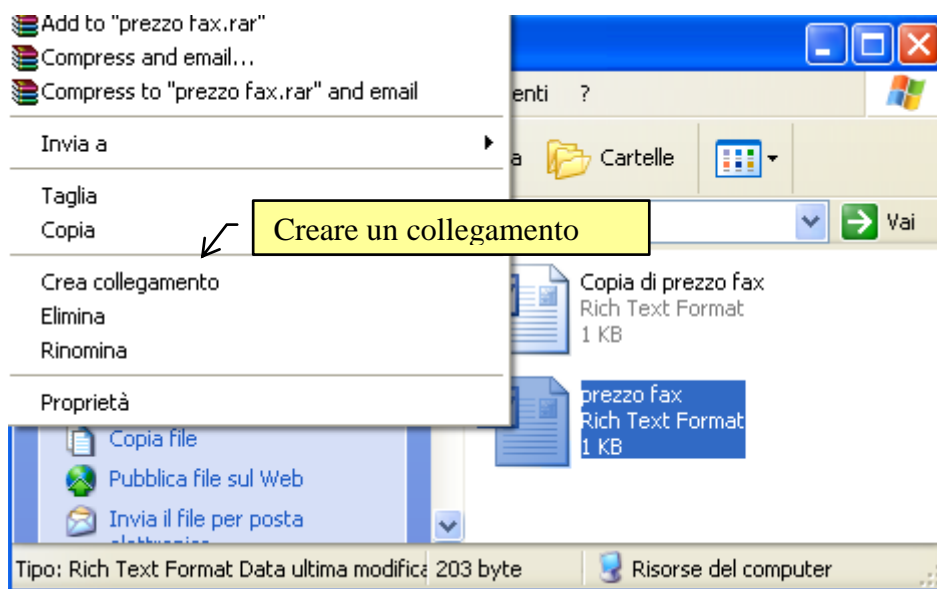 Add to "prezzo fax.rar"
Compress and email...
Compress to "prezzo fax.rar" and email
enti ?
Invia a
a Cartelle
Taglia
Copia
Creare un collegamento
Vai
Crea collegamento
Elimina
Rinomina
Proprietà
Copia di prezzo fax
Rich Text Format
1 KB
prezzo fax
Rich Text Format
1 KB
Copia file
Pubblica file sul Web
Invia il file per posta
Tipo: Rich Text Format Data ultima modifica 203 byte Risorse del computer